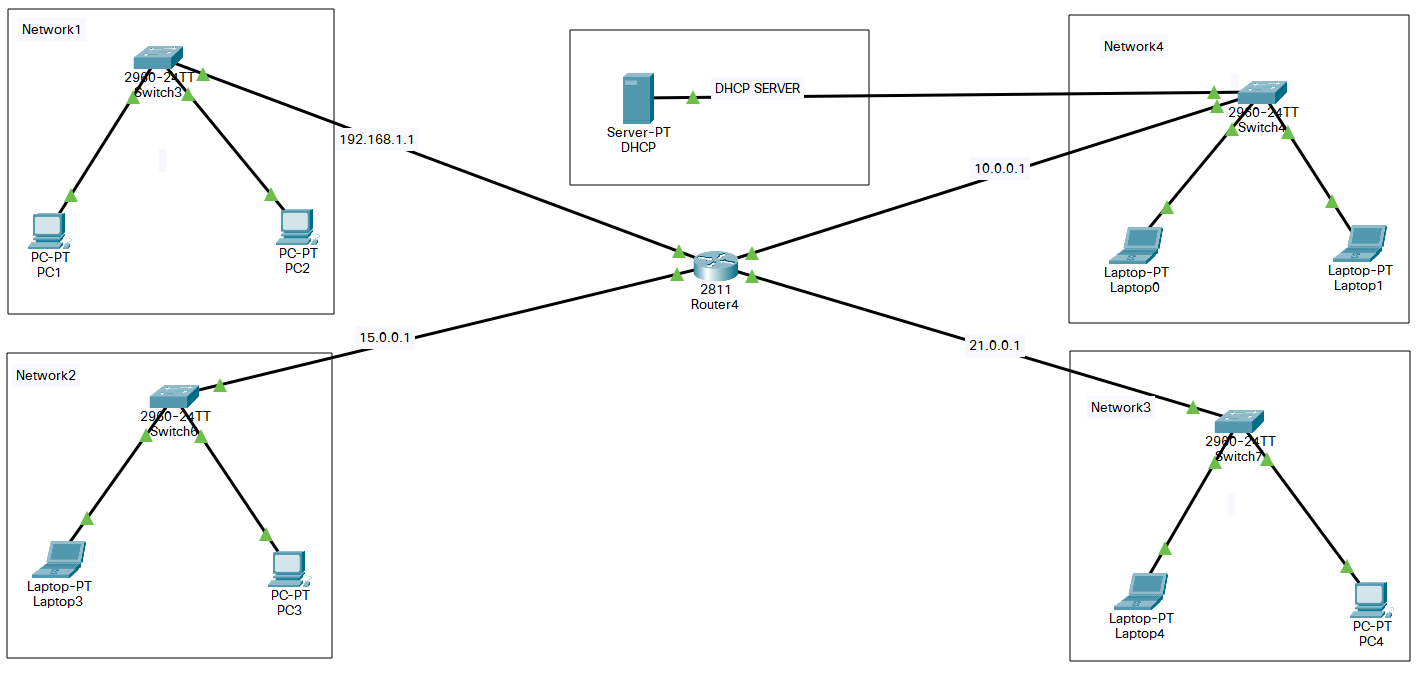 Network1
2960-24TT
Switch3
PC-PT
PC1
PC-PT
PC2
192.168.1.1
DHCP SERVER
Server-PT
DHCP
Network4
2960-24TT
Switch4
10.0.0.1
Laptop-PT
Laptop0
Laptop-PT
Laptop1
2811
Router4
15.0.0.1
21.0.0.1
Network2
2960-24TT
Switch6
Laptop-PT
Laptop3
PC-PT
PC3
Network3
2960-24TT
Switch7
Laptop-PT
Laptop4
PC-PT
PC4